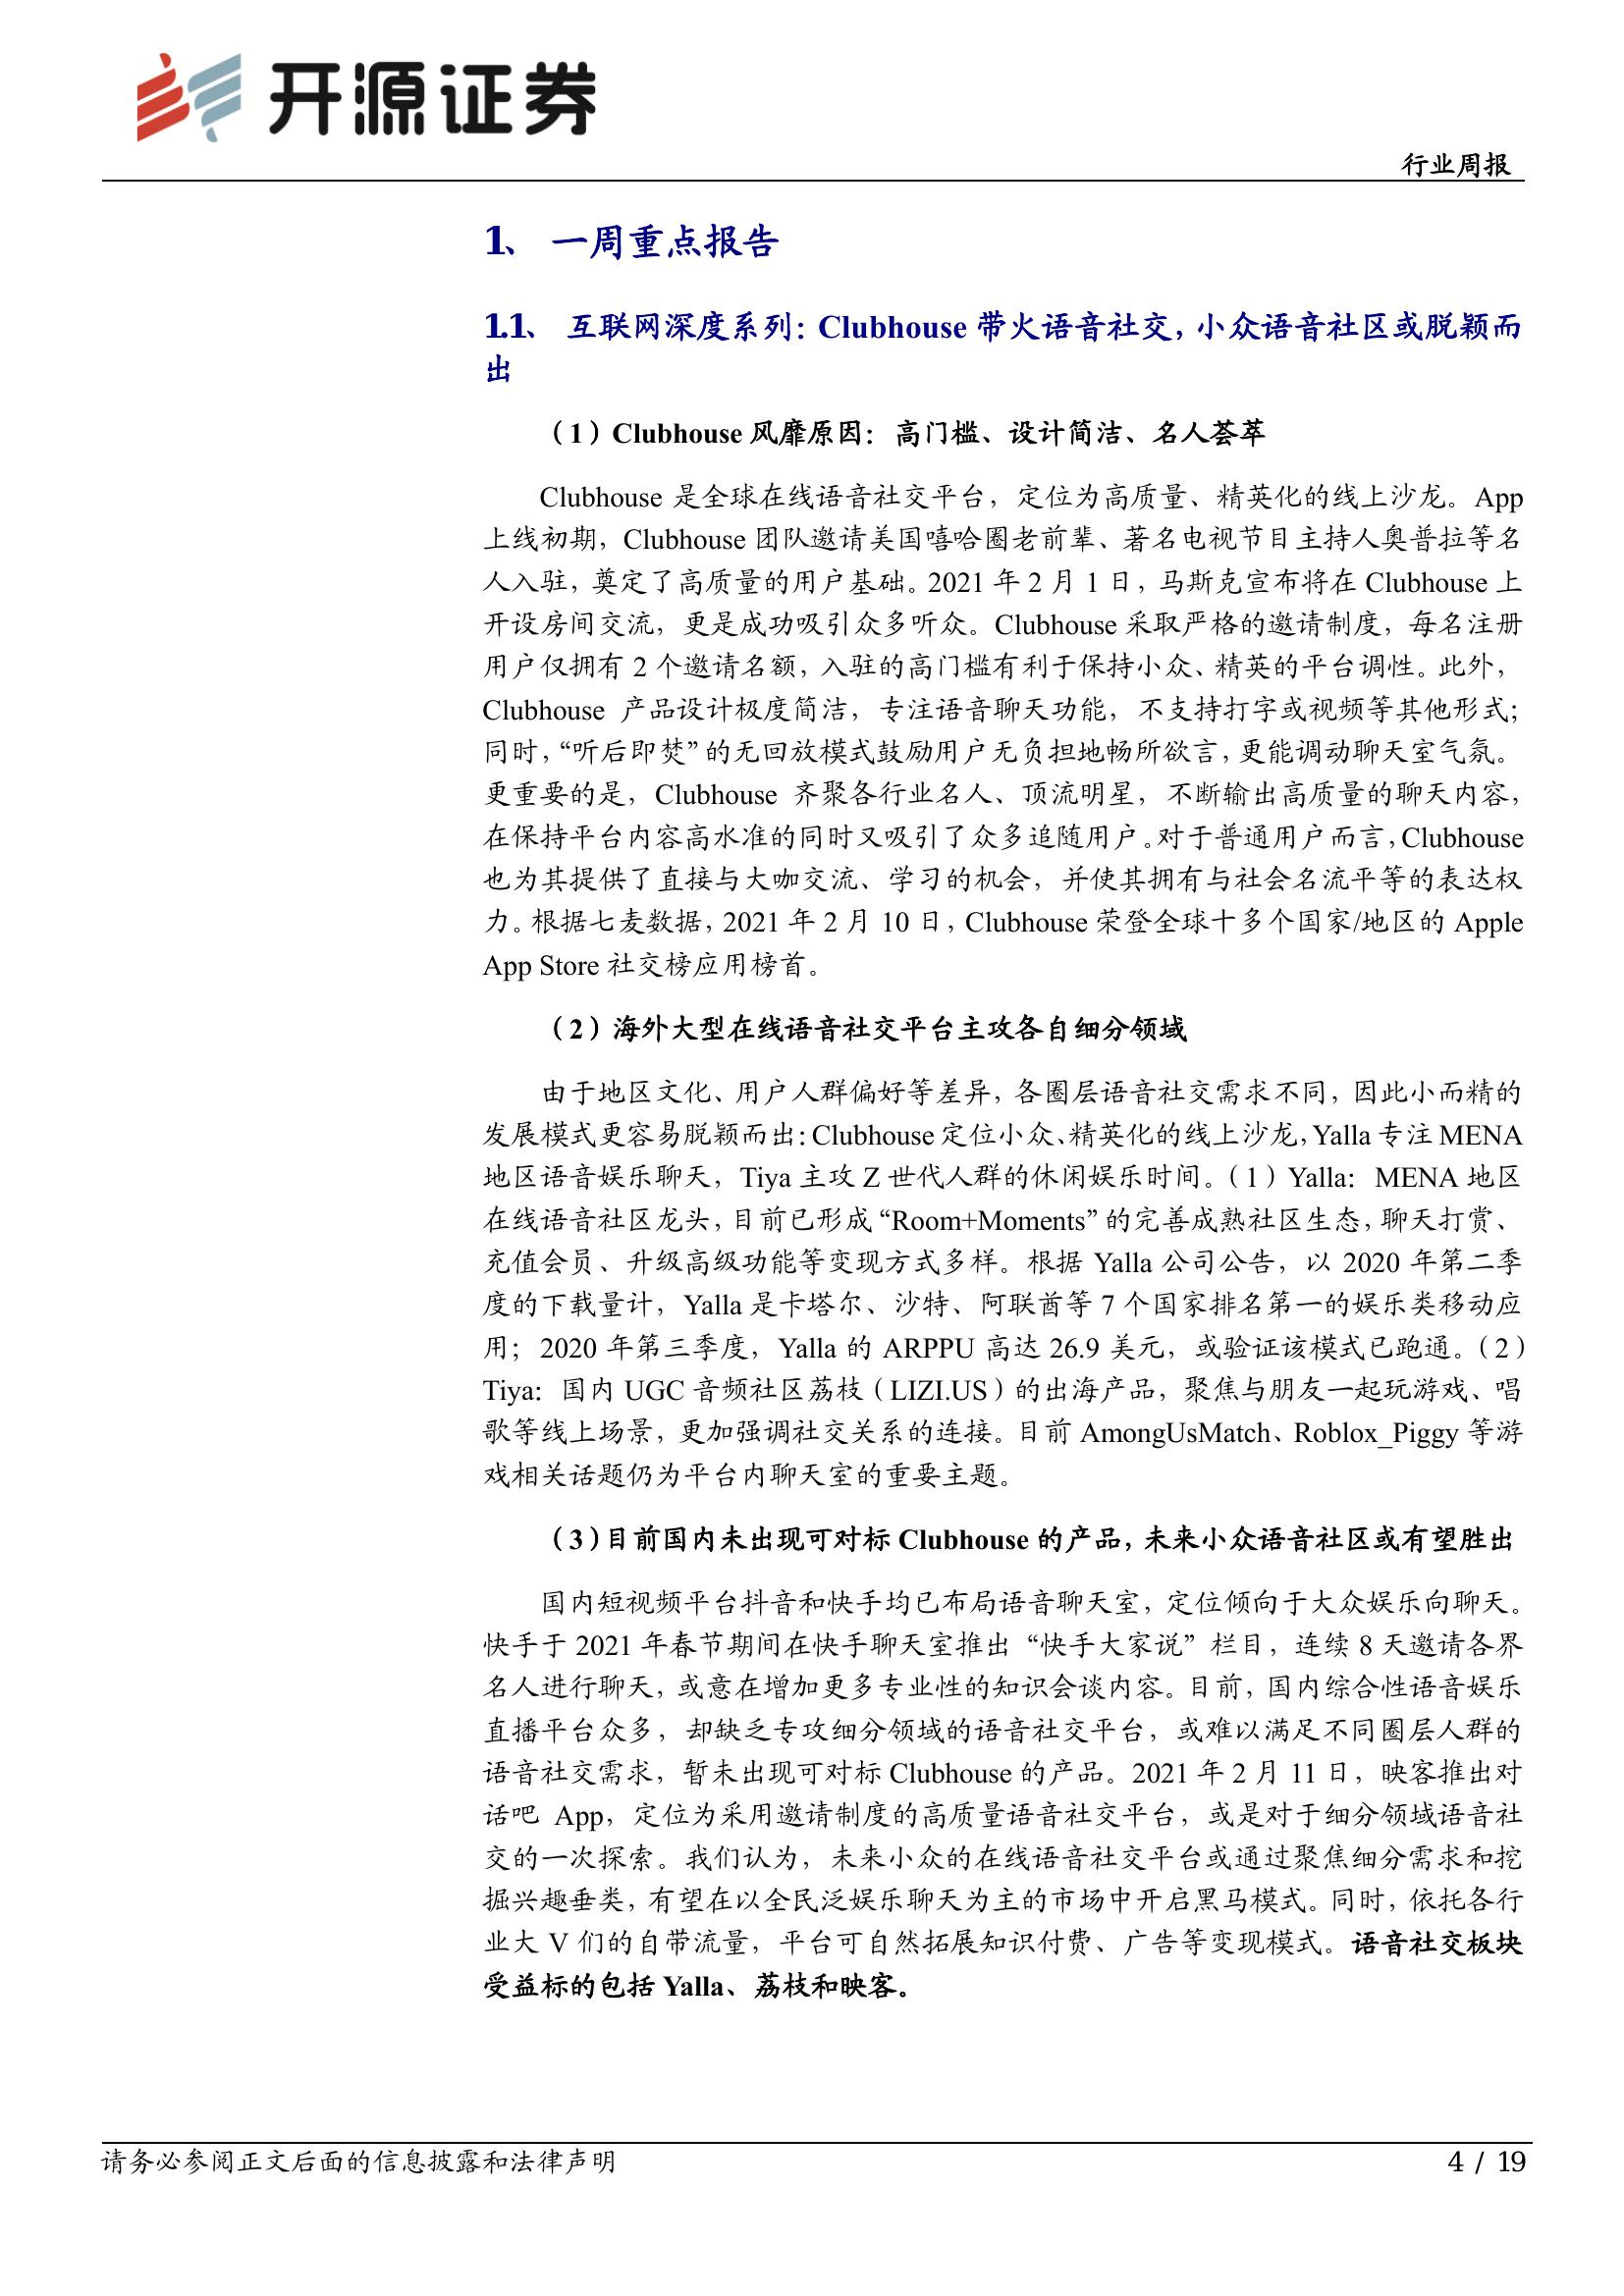 开源证券
行业周报
1、 一周重点报告
1.1、 互联网深度系列：Clubhouse 带火语音社交，小众语音社区或脱颖而
出
（1）Clubhouse 风靡原因：高门槛、设计简洁、名人荟萃
Clubhouse 是全球在线语音社交平台，定位为高质量、精英化的线上沙龙。App
上线初期，Clubhouse 团队邀请美国嘻哈圈老前辈、著名电视节目主持人奥普拉等名
人入驻，奠定了高质量的用户基础。2021 年 2 月 1 日，马斯克宣布将在 Clubhouse 上
开设房间交流，更是成功吸引众多听众。Clubhouse 采取严格的邀请制度，每名注册
用户仅拥有 2 个邀请名额，入驻的高门槛有利于保持小众、精英的平台调性。此外，
Clubhouse 产品设计极度简洁，专注语音聊天功能，不支持打字或视频等其他形式；
同时，“听后即焚”的无回放模式鼓励用户无负担地畅所欲言，更能调动聊天室气氛。
更重要的是，Clubhouse 齐聚各行业名人、顶流明星，不断输出高质量的聊天内容，
在保持平台内容高水准的同时又吸引了众多追随用户。对于普通用户而言，Clubhouse
也为其提供了直接与大咖交流、学习的机会，并使其拥有与社会名流平等的表达权
力。根据七麦数据，2021 年 2 月 10 日，Clubhouse 荣登全球十多个国家/地区的 Apple
App Store 社交榜应用榜首。
（2）海外大型在线语音社交平台主攻各自细分领域
由于地区文化、用户人群偏好等差异，各圈层语音社交需求不同，因此小而精的
发展模式更容易脱颖而出：Clubhouse 定位小众、精英化的线上沙龙，Yalla 专注 MENA
地区语音娱乐聊天，Tiya 主攻 Z 世代人群的休闲娱乐时间。（1）Yalla：MENA 地区
在线语音社区龙头，目前已形成“Room+Moments”的完善成熟社区生态，聊天打赏、
充值会员、升级高级功能等变现方式多样。根据 Yalla 公司公告，以 2020 年第二季
度的下载量计，Yalla 是卡塔尔、沙特、阿联酋等 7 个国家排名第一的娱乐类移动应
用；2020 年第三季度，Yalla 的 ARPPU 高达 26.9 美元，或验证该模式已跑通。（2）
Tiya：国内 UGC 音频社区荔枝（LIZI.US）的出海产品，聚焦与朋友一起玩游戏、唱
歌等线上场景，更加强调社交关系的连接。目前 AmongUsMatch、Roblox_Piggy 等游
戏相关话题仍为平台内聊天室的重要主题。
（3）目前国内未出现可对标 Clubhouse 的产品，未来小众语音社区或有望胜出
国内短视频平台抖音和快手均已布局语音聊天室，定位倾向于大众娱乐向聊天。
快手于 2021 年春节期间在快手聊天室推出“快手大家说”栏目，连续 8 天邀请各界
名人进行聊天，或意在增加更多专业性的知识会谈内容。目前，国内综合性语音娱乐
直播平台众多，却缺乏专攻细分领域的语音社交平台，或难以满足不同圈层人群的
语音社交需求，暂未出现可对标 Clubhouse 的产品。2021 年 2 月 11 日，映客推出对
话吧 App，定位为采用邀请制度的高质量语音社交平台，或是对于细分领域语音社
交的一次探索。我们认为，未来小众的在线语音社交平台或通过聚焦细分需求和挖
掘兴趣垂类，有望在以全民泛娱乐聊天为主的市场中开启黑马模式。同时，依托各行
业大 V 们的自带流量，平台可自然拓展知识付费、广告等变现模式。语音社交板块
受益标的包括 Yalla、荔枝和映客。
请务必参阅正文后面的信息披露和法律声明
4 / 19